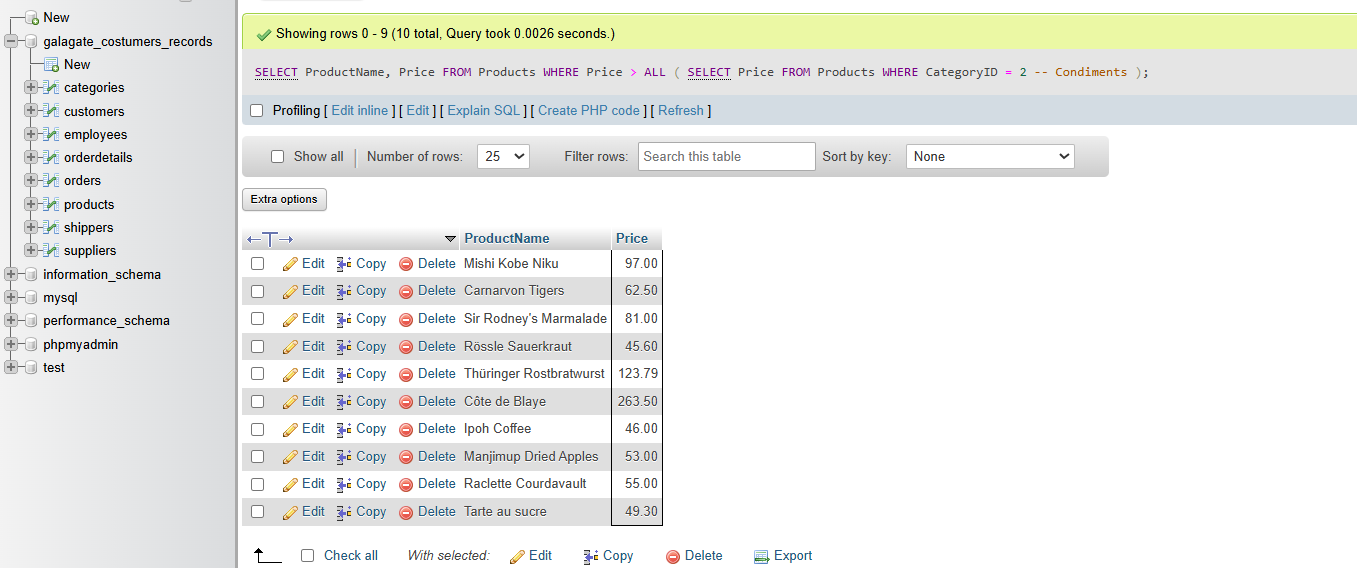 New
galagate_costumers_records
New
categories
customers
employees
orderdetails
orders
products
shippers
suppliers
information_schema
mysql
performance_schema
phpmyadmin
test
Showing rows 0 - 9 (10 total, Query took 0.0026 seconds.)
SELECT ProductName, Price FROM Products WHERE Price > ALL ( SELECT Price FROM Products WHERE CategoryID = 2 -- Condiments );
Profiling [ Edit inline ] [ Edit ] [ Explain SQL ] [ Create PHP code ] [ Refresh ]
Show all Number of rows: 25 Filter rows: Search this table Sort by key: None
Extra options
ProductName Price
Edit Copy Delete Mishi Kobe Niku 97.00
Edit Copy Delete Carnarvon Tigers 62.50
Edit Copy Delete Sir Rodney's Marmalade 81.00
Edit Copy Delete Rössle Sauerkraut 45.60
Edit Copy Delete Thüringer Rostbratwurst 123.79
Edit Copy Delete Côte de Blaye 263.50
Edit Copy Delete Ipoh Coffee 46.00
Edit Copy Delete Manjimup Dried Apples 53.00
Edit Copy Delete Raclette Courdavault 55.00
Edit Copy Delete Tarte au sucre 49.30
Check all With selected: Edit Copy Delete Export